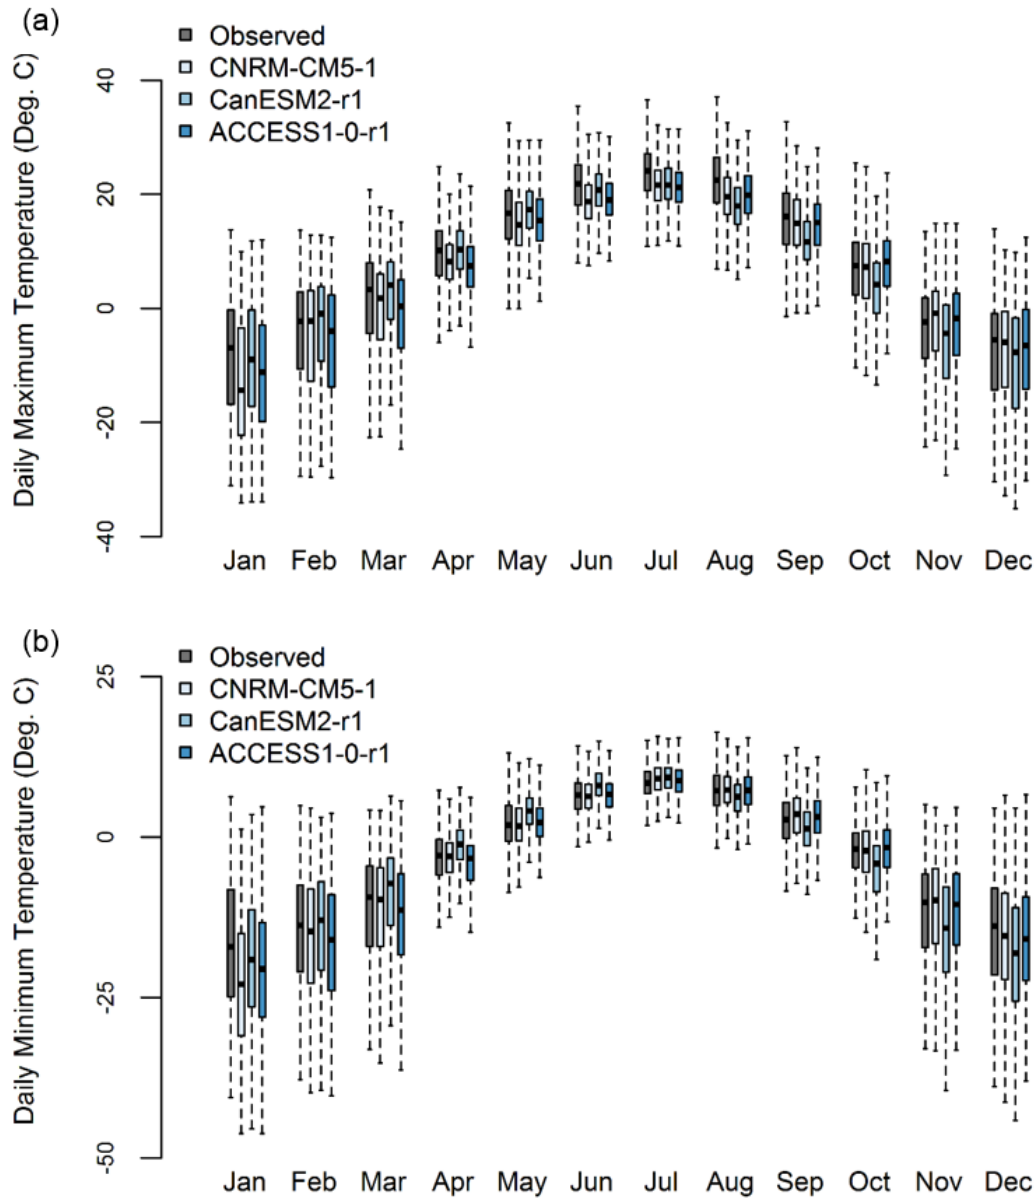 (a)
Observed
CNRM-CM5-1
CanESM2-r1
ACCESS1-0-r1
Daily Maximum Temperature (Deg. C)
40
20
0
-20
-40
Jan Feb Mar Apr May Jun Jul Aug Sep Oct Nov Dec
(b)
Observed
CNRM-CM5-1
CanESM2-r1
ACCESS1-0-r1
Daily Minimum Temperature (Deg. C)
25
0
-25
-50
Jan Feb Mar Apr May Jun Jul Aug Sep Oct Nov Dec